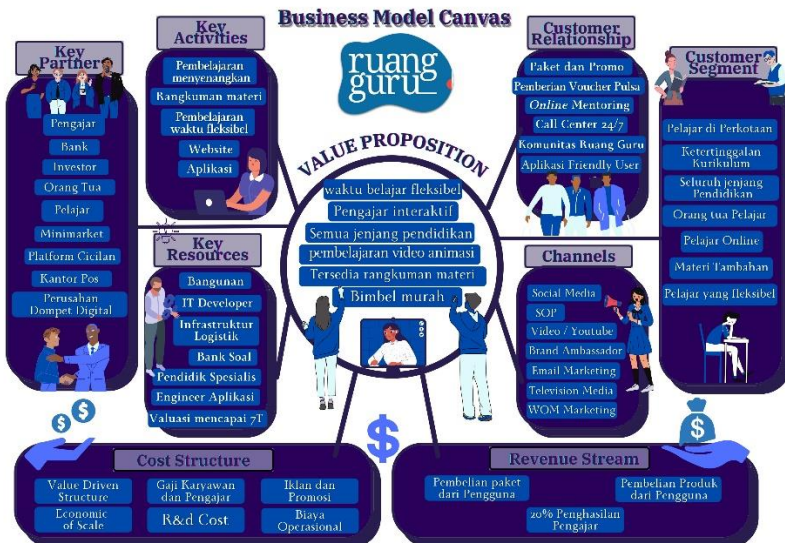 Business Model Canvas
ruang
guru
Key
Partner
Pengajar
Bank
Investor
Orang Tua
Pelajar
Minimarket
Platform Cicilan
Kantor Pos
Perusahan
Dompet Digital
Key
Activities
Pembelajaran
menyenangkan
Rangkuman materi
Pembelajaran
waktu fleksibel
Website
Aplikasi
Key
Resources
Bangunan
IT Developer
Infrastruktur
Logistik
Bank Soal
Pendidik Spesialis
Engineer Aplikasi
Valuasi mencapai 7T
VALUE PROPOSITION
waktu belajar fleksibel
Pengajar interaktif
Semua jenjang pendidikan
pembelajaran video animasi
Tersedia rangkuman materi
Bimbel murah
Customer
Relationship
Paket dan Promo
Pemberian Voucher Pulsa
Online Mentoring
Call Center 24/7
Komunitas Ruang Guru
Aplikasi Friendly User
Channels
Social Media
SOP
Video / Youtube
Brand Ambassador
Email Marketing
Television Media
WOM Marketing
Customer
Segment
Pelajar di Perkotaan
Ketertinggalan
Kurikulum
Seluruh jenjang
Pendidikan
Orang tua Pelajar
Pelajar Online
Materi Tambahan
Pelajar yang fleksibel
Cost Structure
Value Driven
Structure
Gaji Karyawan
dan Pengajar
Iklan dan
Promosi
Economic
of Scale
R&d Cost
Biaya
Operasional
Revenue Stream
Pembelian paket
dari Pengguna
Pembelian Produk
dari Pengguna
20% Penghasilan
Pengajar